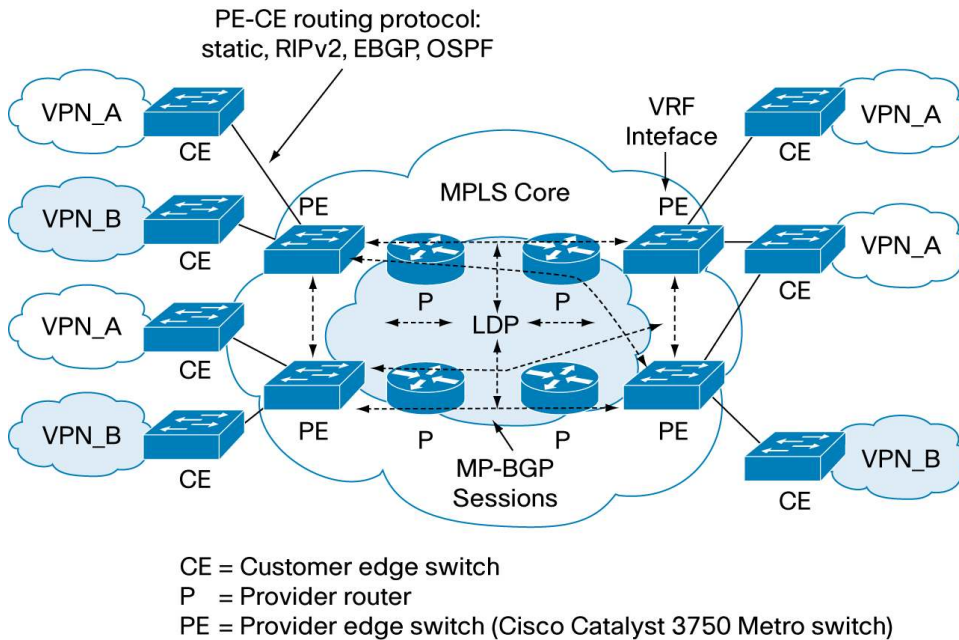 PE-CE routing protocol:
static, RIPv2, EBGP, OSPF
VPN_A
CE
VRF
Inteface
VPN_A
CE
MPLS Core
VPN_B
CE
PE
PE
P
P
VPN_A
CE
LDP
VPN_A
CE
PE
P
P
PE
VPN_B
CE
MP-BGP
Sessions
VPN_B
CE
CE = Customer edge switch
P = Provider router
PE = Provider edge switch (Cisco Catalyst 3750 Metro switch)